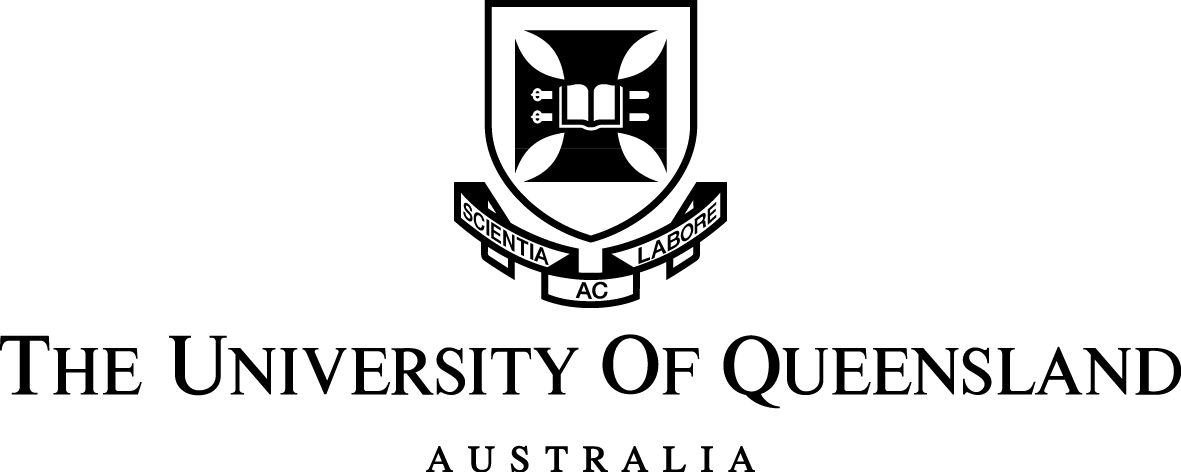 SCIENTIA AC LABORE
THE UNIVERSITY OF QUEENSLAND
AUSTRALIA